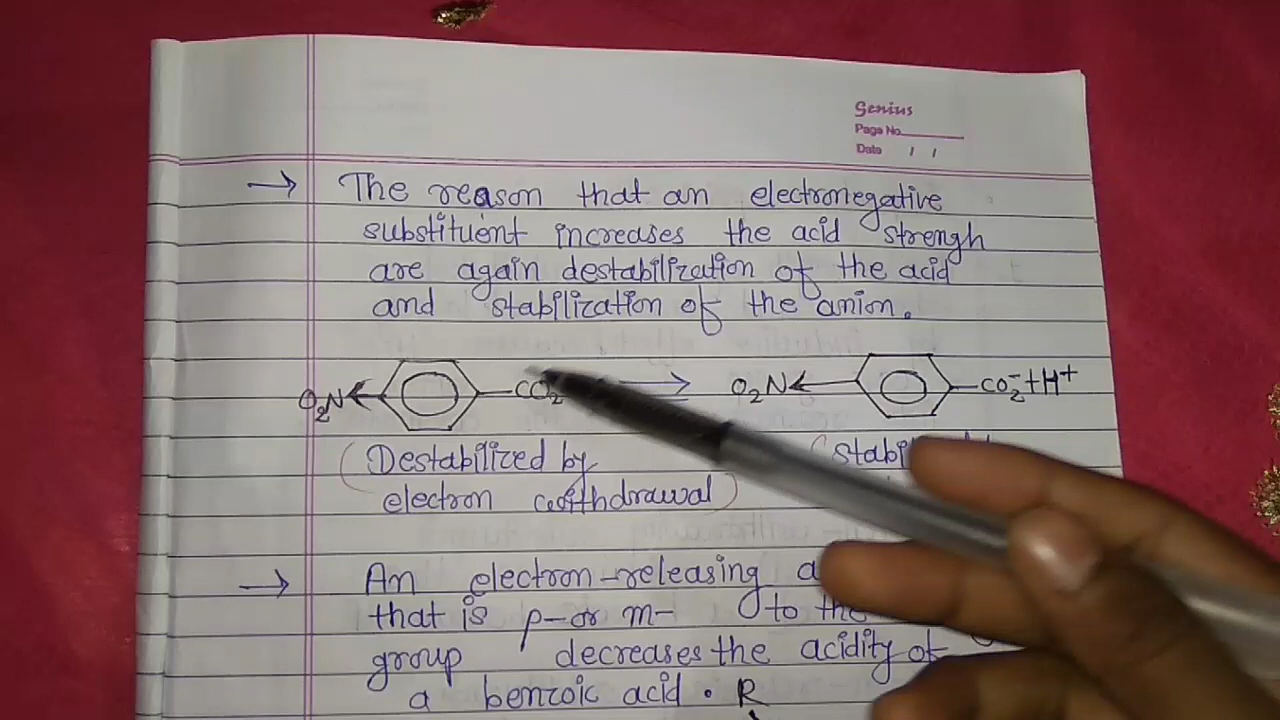 Genius
Page No.
Date / /
→ The reason that an electronegative
substituent increases the acid strengh
are again destabilization of the acid
and stabilization of the anion.
O₂N CO₂ ⟶ O₂N CO₂⁻+H⁺
(Destabilized by
electron withdrawal)
→ An electron-releasing
that is p- or m- to the
group decreases the acidity of
a benzoic acid. R